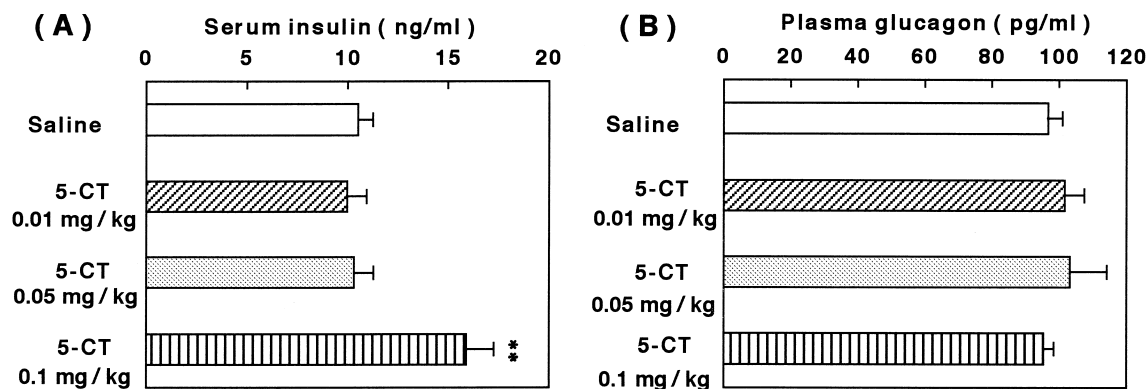 ( A )
Serum insulin ( ng/ml )
0 5 10 15 20
Saline
5-CT
0.01 mg / kg
5-CT
0.05 mg / kg
5-CT
0.1 mg / kg
**
( B )
Plasma glucagon ( pg/ml )
0 20 40 60 80 100 120
Saline
5-CT
0.01 mg / kg
5-CT
0.05 mg / kg
5-CT
0.1 mg / kg